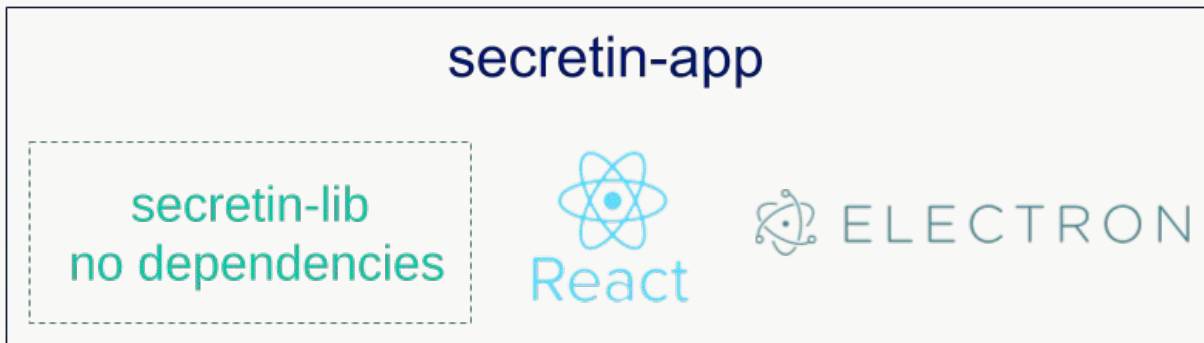 secretin-app
secretin-lib
no dependencies
React
ELECTRON